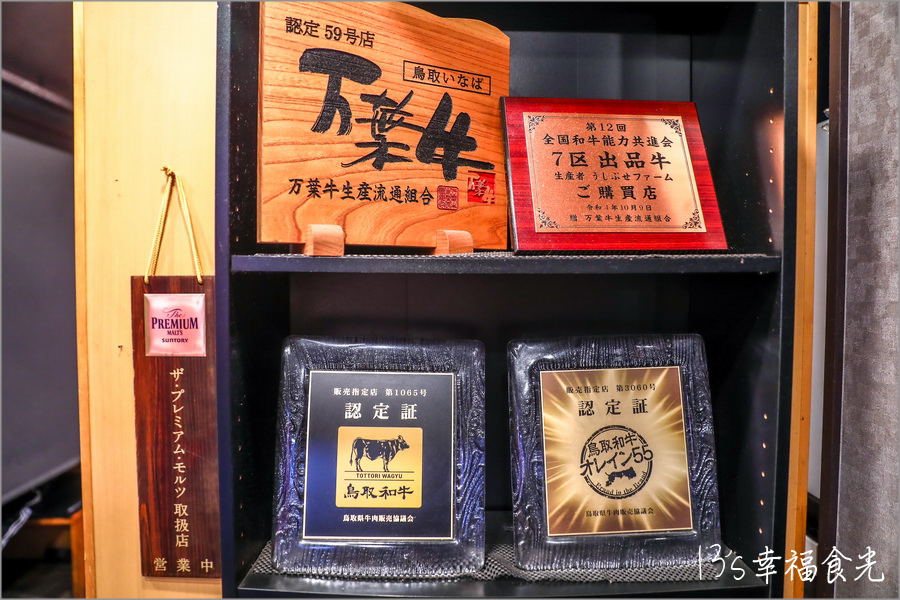 認定 59号店
鳥取いなば
万葉牛
万葉牛生産流通組合
第12回
全国和牛能力共進会
7区 出品牛
生産者 うしぶせファーム
ご購買店
令和4年10月9日
贈 万葉牛生産流通組合
The
PREMIUM
MALT'S
SUNTORY
ザ・プレミアム・モルツ 取扱店
営業中
販売指定店 第1065号
認定証
TOTTORI WAGYU
鳥取和牛
鳥取県牛肉販売協議会
販売指定店 第3060号
認定証
鳥取和牛
オレイン55
Proud in the Brand
鳥取県牛肉販売協議会
13's幸福食光